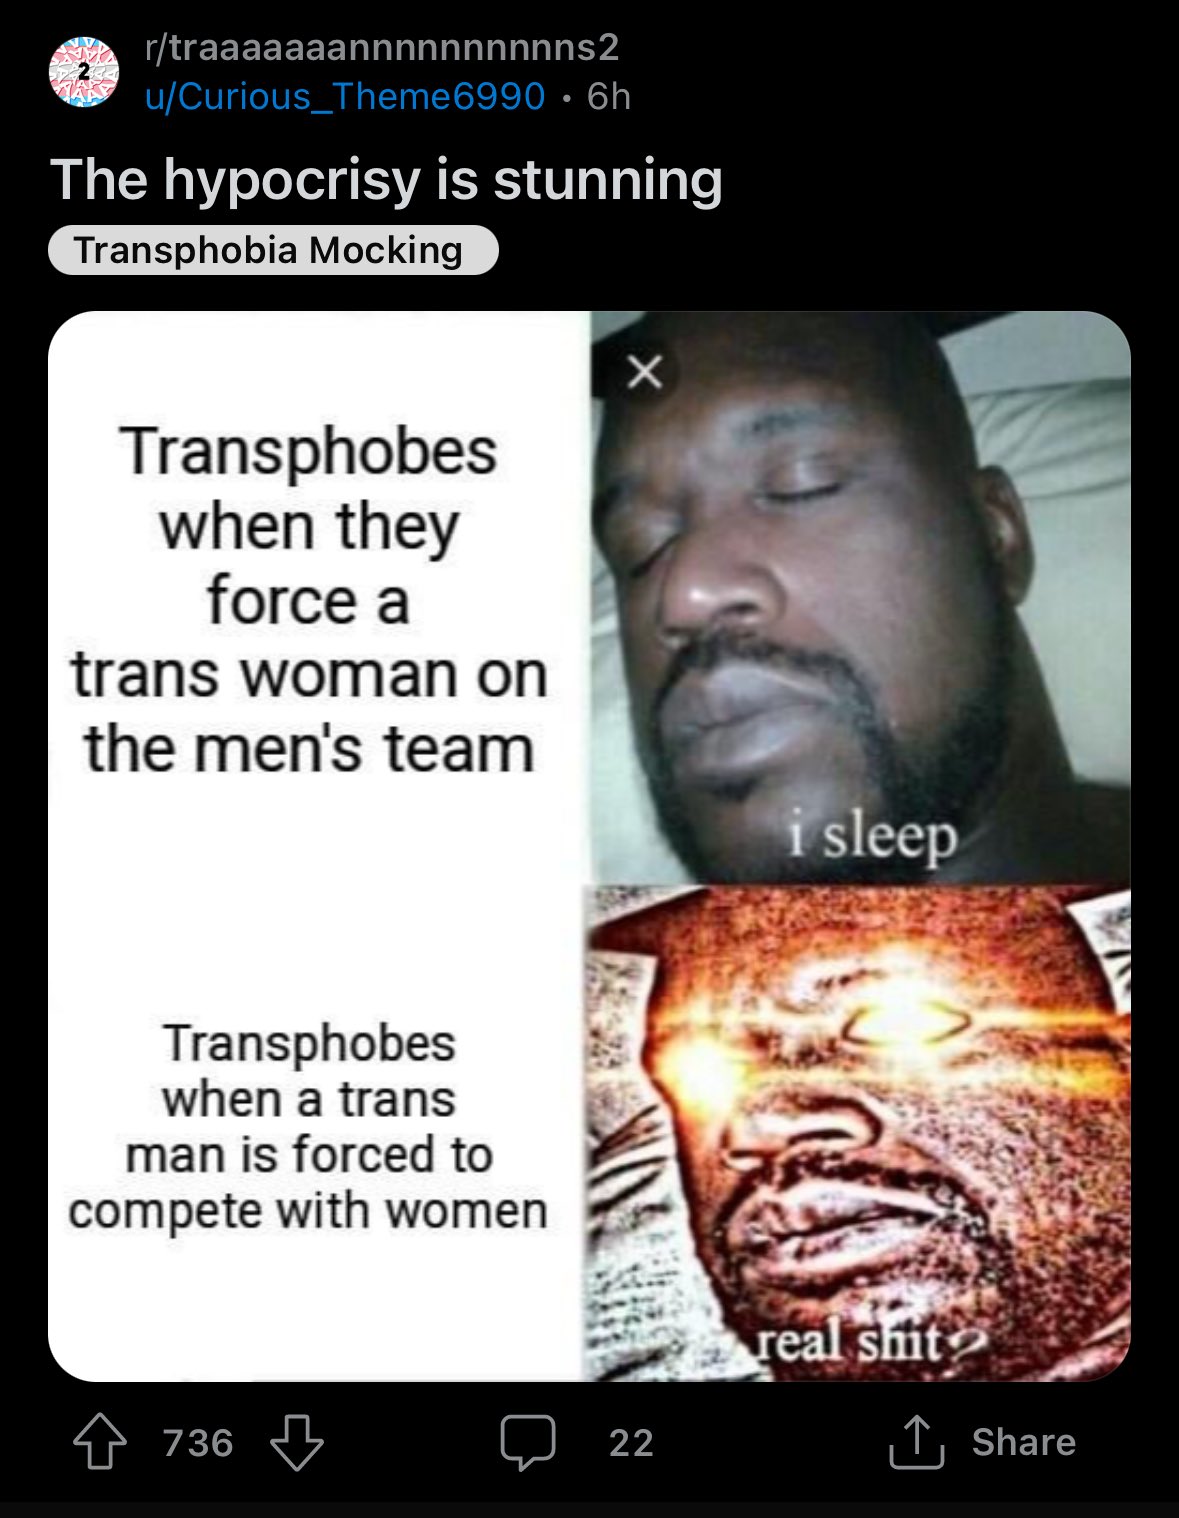 r/traaaaaaannnnnnnnnns2
u/Curious_Theme6990 • 6h
The hypocrisy is stunning
Transphobia Mocking
Transphobes
when they
force a
trans woman on
the men's team
i sleep
Transphobes
when a trans
man is forced to
compete with women
real shit?
736
22
Share